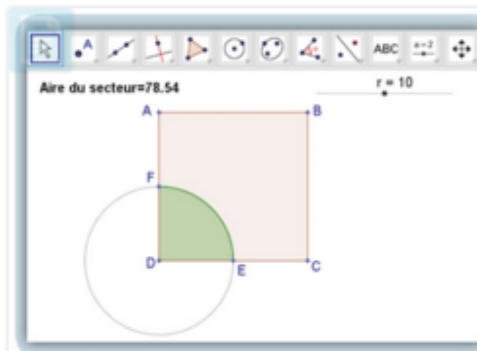 A ABC a=2
Aire du secteur=78.54 r = 10
A B
F
D E C